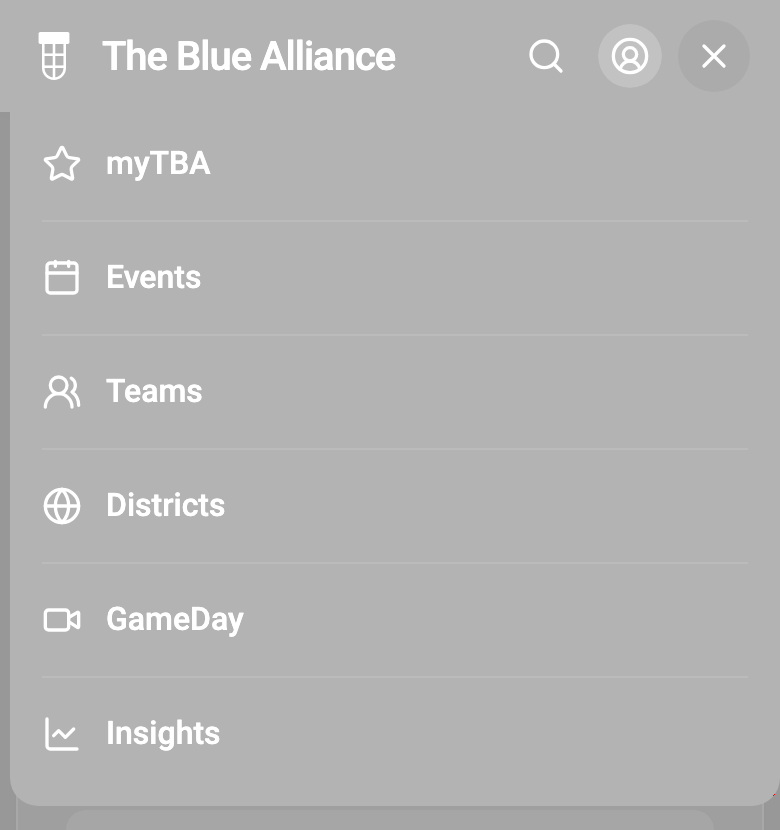 The Blue Alliance
myTBA
Events
Teams
Districts
GameDay
Insights